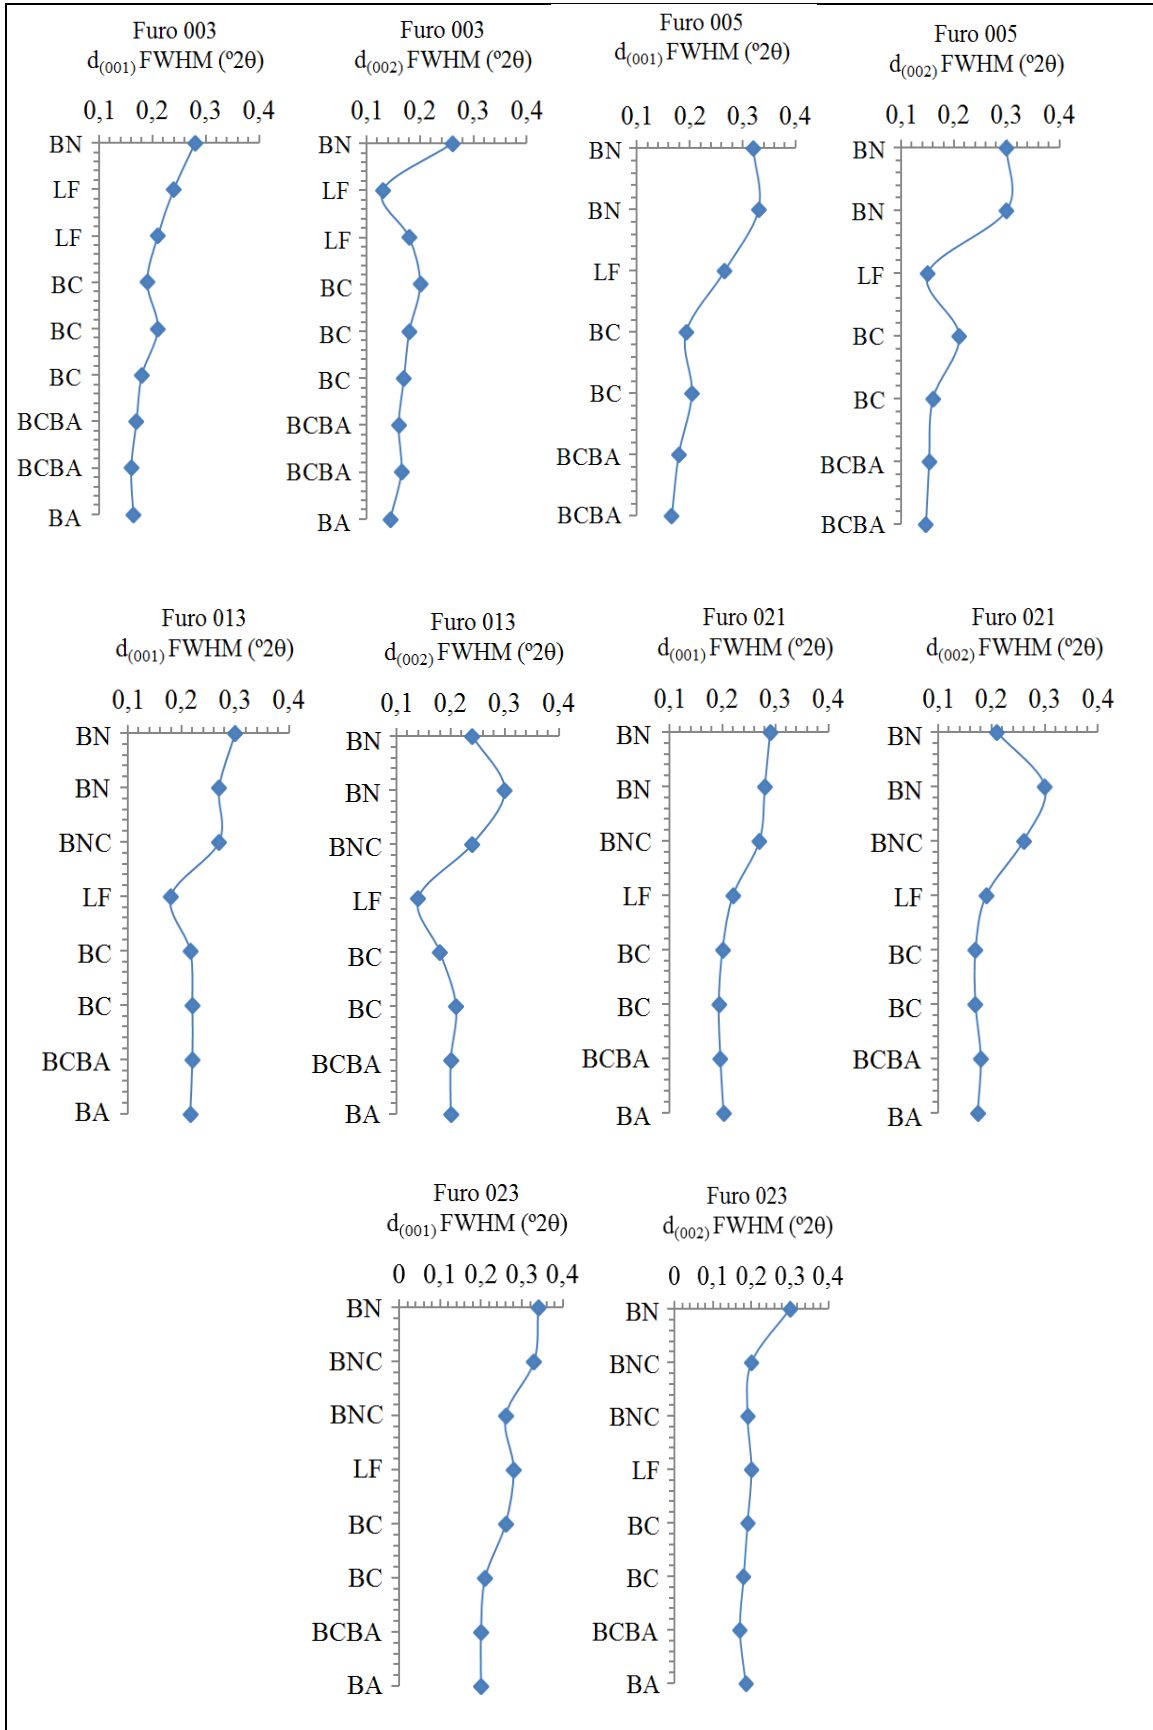 Furo 003
d(001) FWHM (º2θ)
0,1 0,2 0,3 0,4
BN
LF
LF
BC
BC
BC
BCBA
BCBA
BA
Furo 003
d(002) FWHM (º2θ)
0,1 0,2 0,3 0,4
BN
LF
LF
BC
BC
BC
BCBA
BCBA
BA
Furo 005
d(001) FWHM (º2θ)
0,1 0,2 0,3 0,4
BN
BN
LF
BC
BC
BCBA
BCBA
Furo 005
d(002) FWHM (º2θ)
0,1 0,2 0,3 0,4
BN
BN
LF
BC
BC
BCBA
BCBA
Furo 013
d(001) FWHM (º2θ)
0,1 0,2 0,3 0,4
BN
BN
BNC
LF
BC
BC
BCBA
BA
Furo 013
d(002) FWHM (º2θ)
0,1 0,2 0,3 0,4
BN
BN
BNC
LF
BC
BC
BCBA
BA
Furo 021
d(001) FWHM (º2θ)
0,1 0,2 0,3 0,4
BN
BN
BNC
LF
BC
BC
BCBA
BA
Furo 021
d(002) FWHM (º2θ)
0,1 0,2 0,3 0,4
BN
BN
BNC
LF
BC
BC
BCBA
BA
Furo 023
d(001) FWHM (º2θ)
0 0,1 0,2 0,3 0,4
BN
BNC
BNC
LF
BC
BC
BCBA
BA
Furo 023
d(002) FWHM (º2θ)
0 0,1 0,2 0,3 0,4
BN
BNC
BNC
LF
BC
BC
BCBA
BA